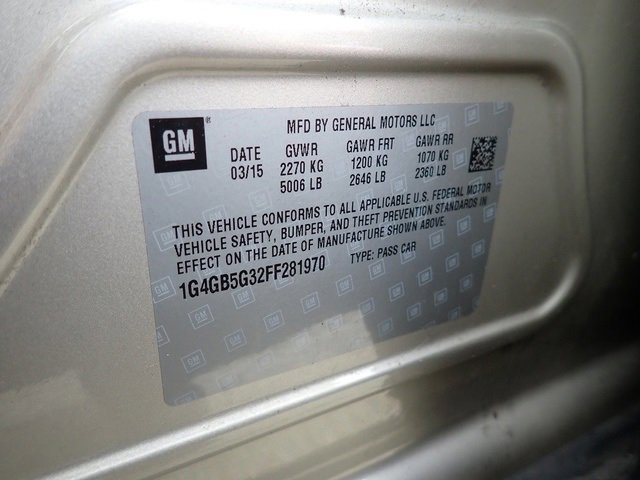 GM ®
MFD BY GENERAL MOTORS LLC
DATE GVWR GAWR FRT GAWR RR
03/15 2270 KG 1200 KG 1070 KG
5006 LB 2646 LB 2360 LB
THIS VEHICLE CONFORMS TO ALL APPLICABLE U.S. FEDERAL MOTOR
VEHICLE SAFETY, BUMPER, AND THEFT PREVENTION STANDARDS IN
EFFECT ON THE DATE OF MANUFACTURE SHOWN ABOVE.
1G4GB5G32FF281970 TYPE: PASS CAR